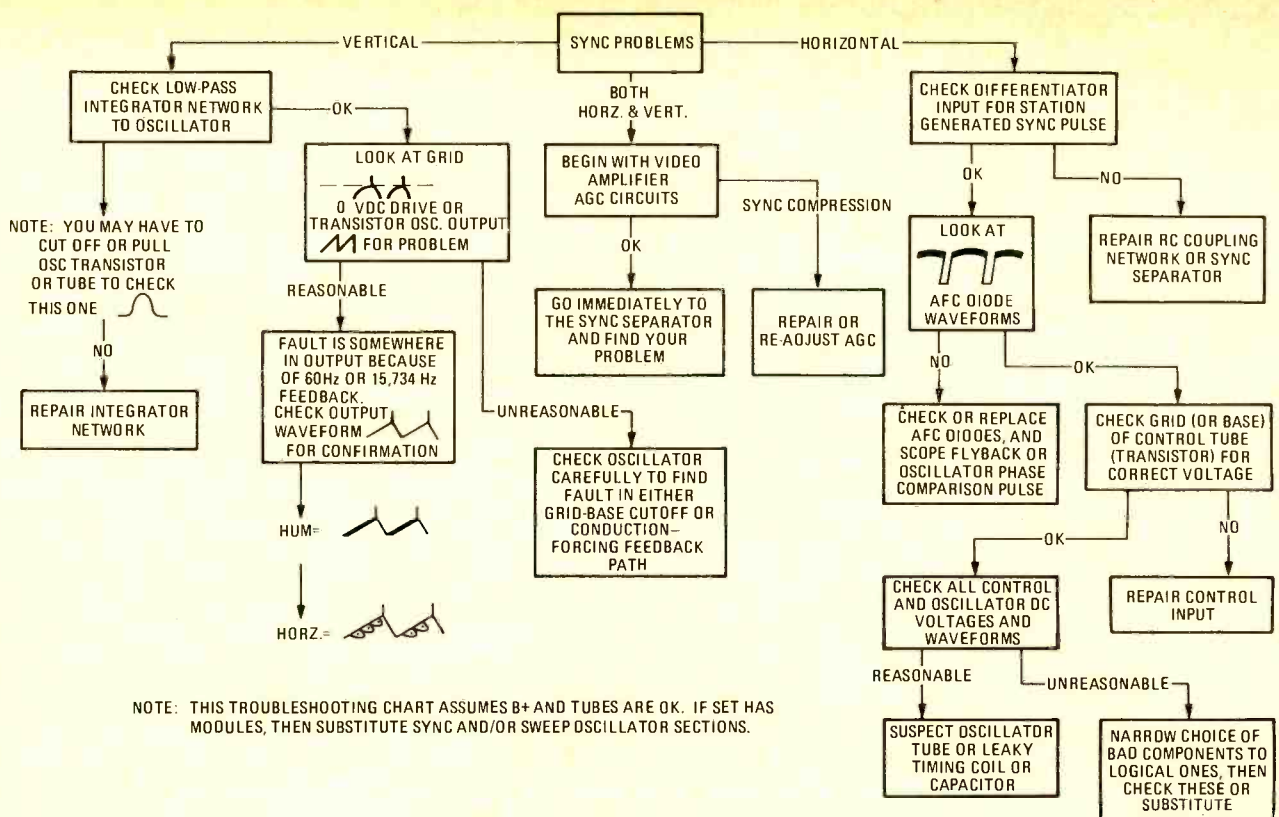 SYNC PROBLEMS
VERTICAL
HORIZONTAL
BOTH
HORZ. & VERT.
CHECK LOW-PASS
INTEGRATOR NETWORK
TO OSCILLATOR
OK
NOTE: YOU MAY HAVE TO
CUT OFF OR PULL
OSC TRANSISTOR
OR TUBE TO CHECK
THIS ONE
NO
REPAIR INTEGRATOR
NETWORK
LOOK AT GRID
0 VDC DRIVE OR
TRANSISTOR OSC. OUTPUT
FOR PROBLEM
REASONABLE
FAULT IS SOMEWHERE
IN OUTPUT BECAUSE
OF 60Hz OR 15,734 Hz
FEEDBACK.
CHECK OUTPUT
WAVEFORM
FOR CONFIRMATION
HUM=
HORZ.=
UNREASONABLE
CHECK OSCILLATOR
CAREFULLY TO FIND
FAULT IN EITHER
GRID-BASE CUTOFF OR
CONDUCTION-
FORCING FEEDBACK
PATH
BEGIN WITH VIDEO
AMPLIFIER
AGC CIRCUITS
OK
GO IMMEDIATELY TO
THE SYNC SEPARATOR
AND FIND YOUR
PROBLEM
SYNC COMPRESSION
REPAIR OR
RE-ADJUST AGC
CHECK DIFFERENTIATOR
INPUT FOR STATION
GENERATED SYNC PULSE
OK
NO
REPAIR RC COUPLING
NETWORK OR SYNC
SEPARATOR
LOOK AT
AFC DIODE
WAVEFORMS
NO
OK
CHECK OR REPLACE
AFC DIODES, AND
SCOPE FLYBACK OR
OSCILLATOR PHASE
COMPARISON PULSE
CHECK GRID (OR BASE)
OF CONTROL TUBE
(TRANSISTOR) FOR
CORRECT VOLTAGE
OK
NO
REPAIR CONTROL
INPUT
CHECK ALL CONTROL
AND OSCILLATOR DC
VOLTAGES AND
WAVEFORMS
REASONABLE
UNREASONABLE
SUSPECT OSCILLATOR
TUBE OR LEAKY
TIMING COIL OR
CAPACITOR
NARROW CHOICE OF
BAD COMPONENTS TO
LOGICAL ONES, THEN
CHECK THESE OR
SUBSTITUTE
NOTE: THIS TROUBLESHOOTING CHART ASSUMES B+ AND TUBES ARE OK. IF SET HAS
MODULES, THEN SUBSTITUTE SYNC AND/OR SWEEP OSCILLATOR SECTIONS.